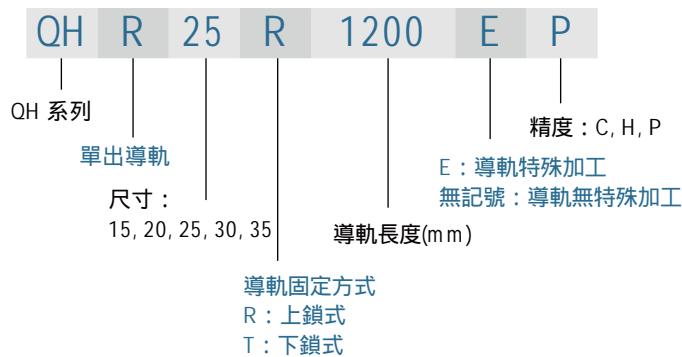 QH R 25 R 1200 E P
QH 系列
精度：C, H, P
單出導軌
E：導軌特殊加工
無記號：導軌無特殊加工
尺寸：
15, 20, 25, 30, 35
導軌長度(mm)
導軌固定方式
R：上鎖式
T：下鎖式